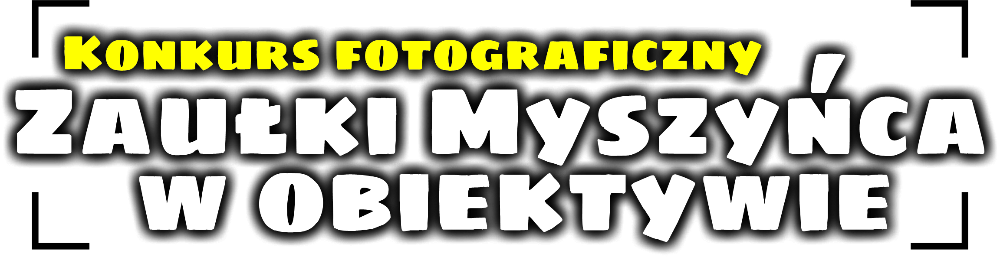 Konkurs fotograficzny
Zaułki Myszyńca
w obiektywie